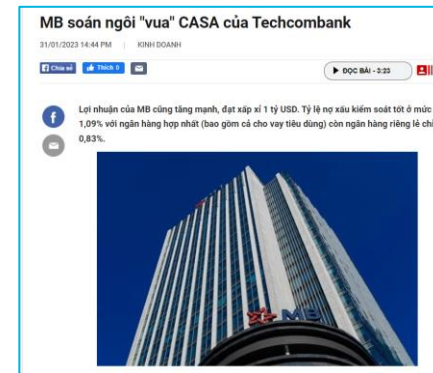 MB soán ngôi "vua" CASA của Techcombank
31/01/2023 14:44 PM | KINH DOANH
Chia sẻ Thích 0 ĐỌC BÀI - 3:23
Lợi nhuận của MB cũng tăng mạnh, đạt xấp xỉ 1 tỷ USD. Tỷ lệ nợ xấu kiểm soát tốt ở mức
1,09% với ngân hàng hợp nhất (bao gồm cả cho vay tiêu dùng) còn ngân hàng riêng lẻ chỉ
0,83%.
MB